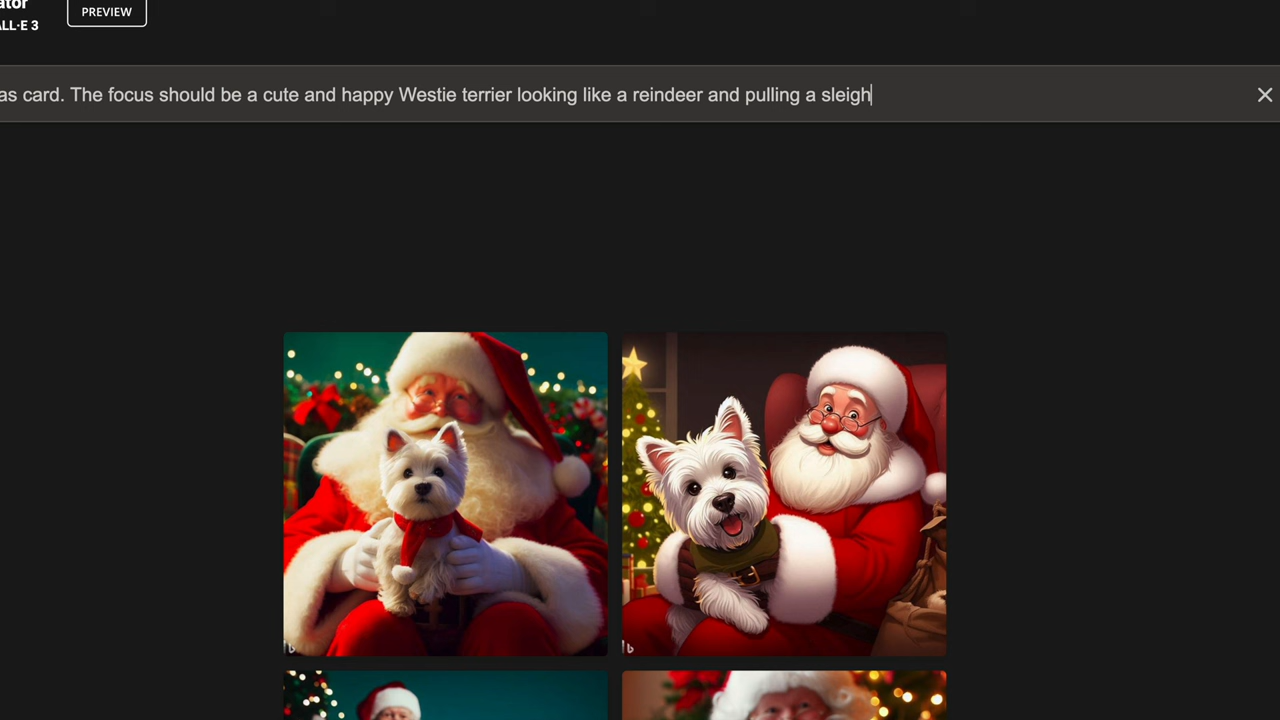 ator
PREVIEW
ALL·E 3
as card. The focus should be a cute and happy Westie terrier looking like a reindeer and pulling a sleigh
b
b